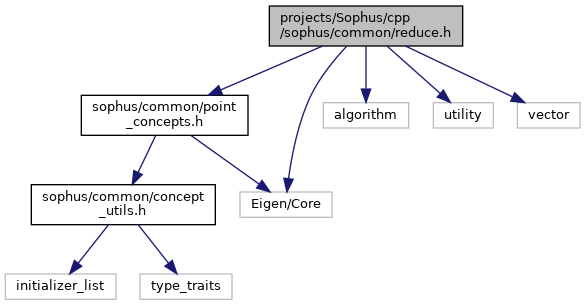 projects/Sophus/cpp
/sophus/common/reduce.h
sophus/common/point
_concepts.h
algorithm
utility
vector
sophus/common/concept
_utils.h
Eigen/Core
initializer_list
type_traits